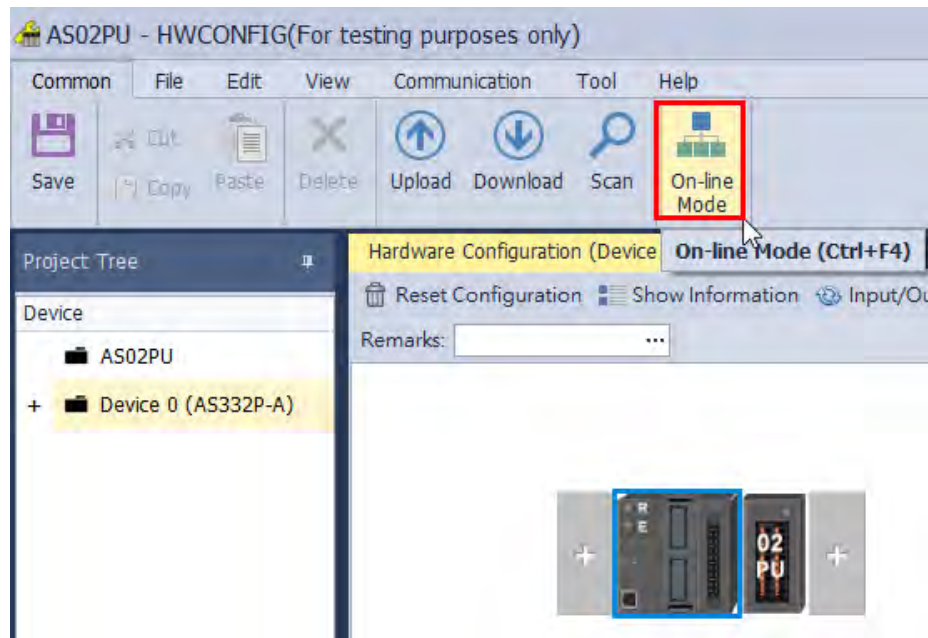 AS02PU - HWCONFIG(For testing purposes only)
Common File Edit View Communication Tool Help
Save
Cut
Copy
Paste
Delete
Upload
Download
Scan
On-line
Mode
On-line Mode (Ctrl+F4)
Project Tree
Device
AS02PU
+ Device 0 (AS332P-A)
Hardware Configuration (Device
Reset Configuration Show Information Input/Ou
Remarks: ...
+
R
E
02
PU
+